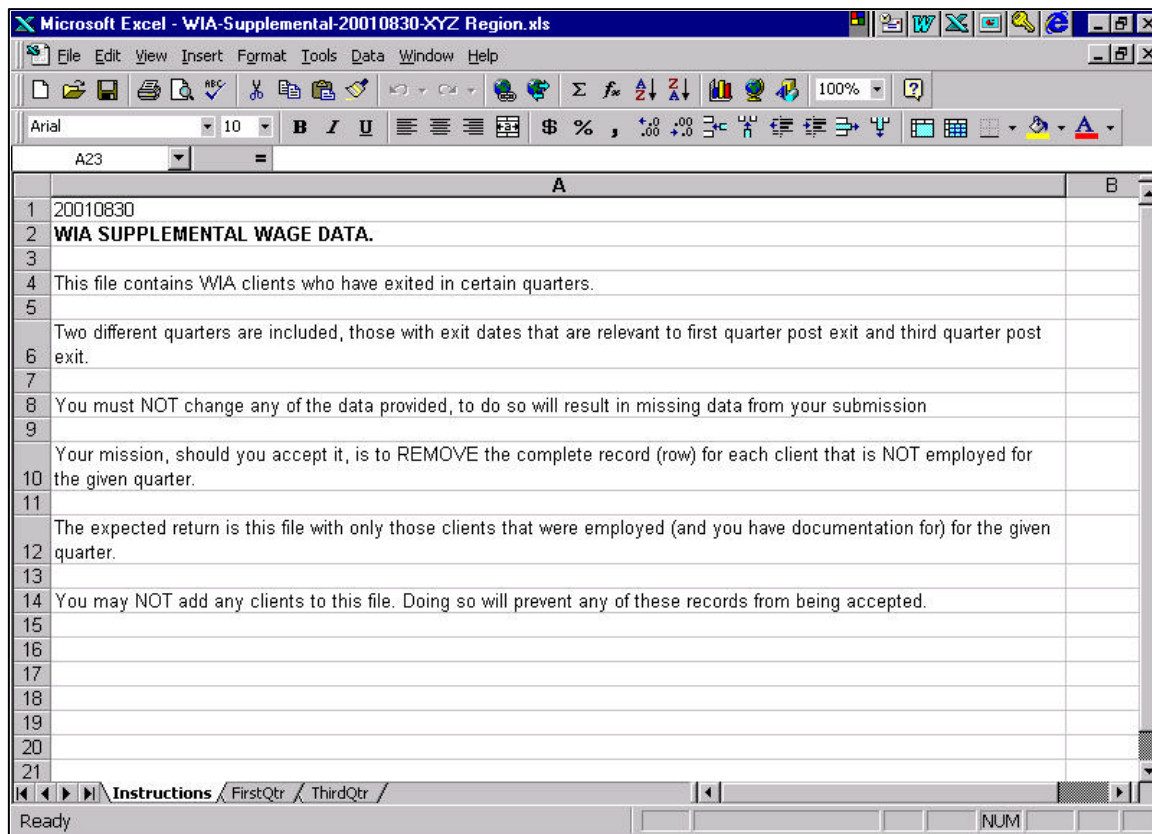 Microsoft Excel - WIA-Supplemental-20010830-XYZ Region.xls
File Edit View Insert Format Tools Data Window Help
100%
Arial 10 B I U $ % ,
A23 =
A B
1 20010830
2 WIA SUPPLEMENTAL WAGE DATA.
3
4 This file contains WIA clients who have exited in certain quarters.
5
Two different quarters are included, those with exit dates that are relevant to first quarter post exit and third quarter post
6 exit.
7
8 You must NOT change any of the data provided, to do so will result in missing data from your submission
9
Your mission, should you accept it, is to REMOVE the complete record (row) for each client that is NOT employed for
10 the given quarter.
11
The expected return is this file with only those clients that were employed (and you have documentation for) for the given
12 quarter.
13
14 You may NOT add any clients to this file. Doing so will prevent any of these records from being accepted.
15
16
17
18
19
20
21
Instructions FirstQtr ThirdQtr
Ready NUM